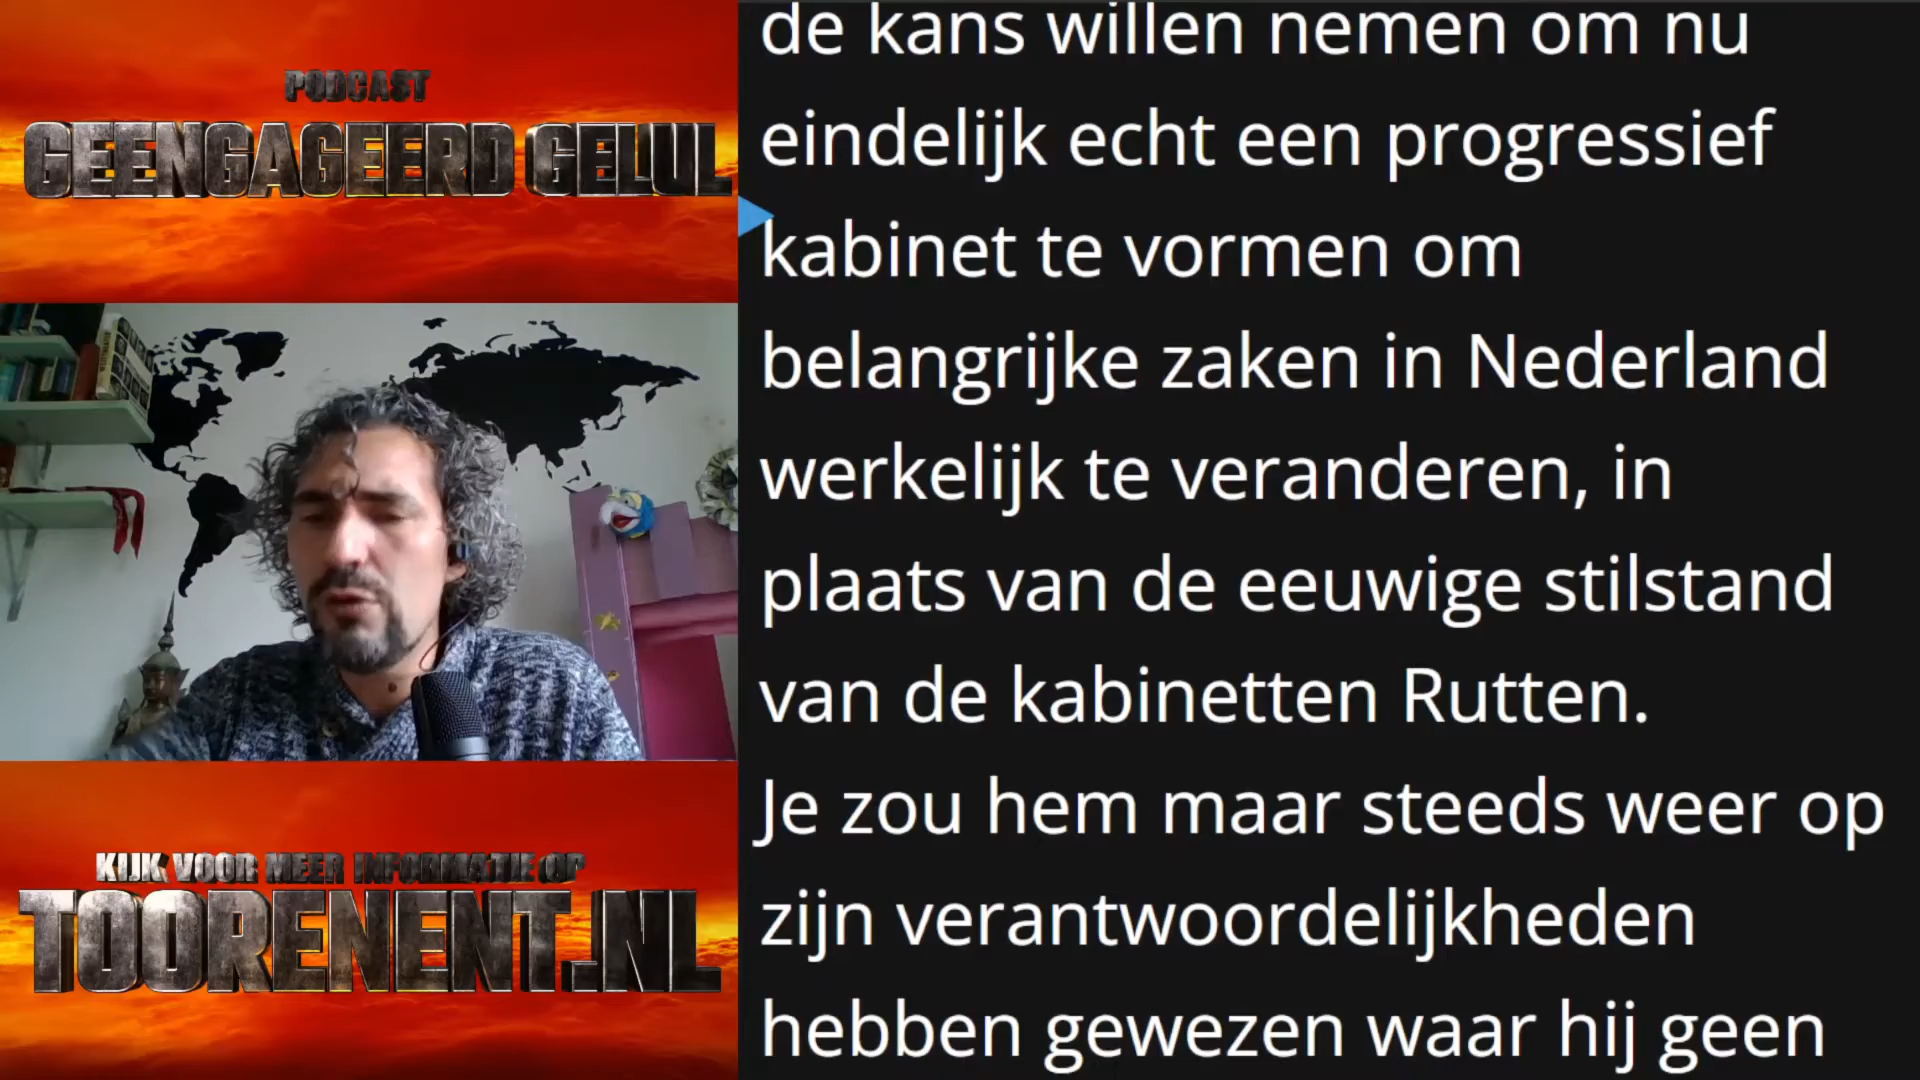 PODCAST
GEËNGAGEERD GELUL
KIJK VOOR MEER INFORMATIE OP
TOORENENT.NL
de kans willen nemen om nu
eindelijk echt een progressief
kabinet te vormen om
belangrijke zaken in Nederland
werkelijk te veranderen, in
plaats van de eeuwige stilstand
van de kabinetten Rutten.
Je zou hem maar steeds weer op
zijn verantwoordelijkheden
hebben gewezen waar hij geen